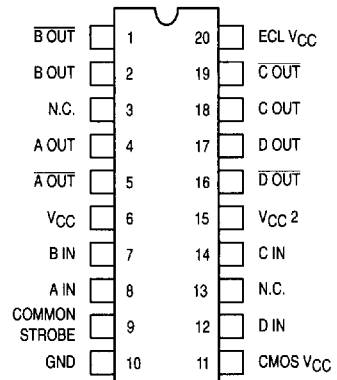 B OUT 1 20 ECL VCC
B OUT 2 19 C OUT
N.C. 3 18 C OUT
A OUT 4 17 D OUT
A OUT 5 16 D OUT
VCC 6 15 VCC 2
B IN 7 14 C IN
A IN 8 13 N.C.
COMMON
STROBE 9 12 D IN
GND 10 11 CMOS VCC